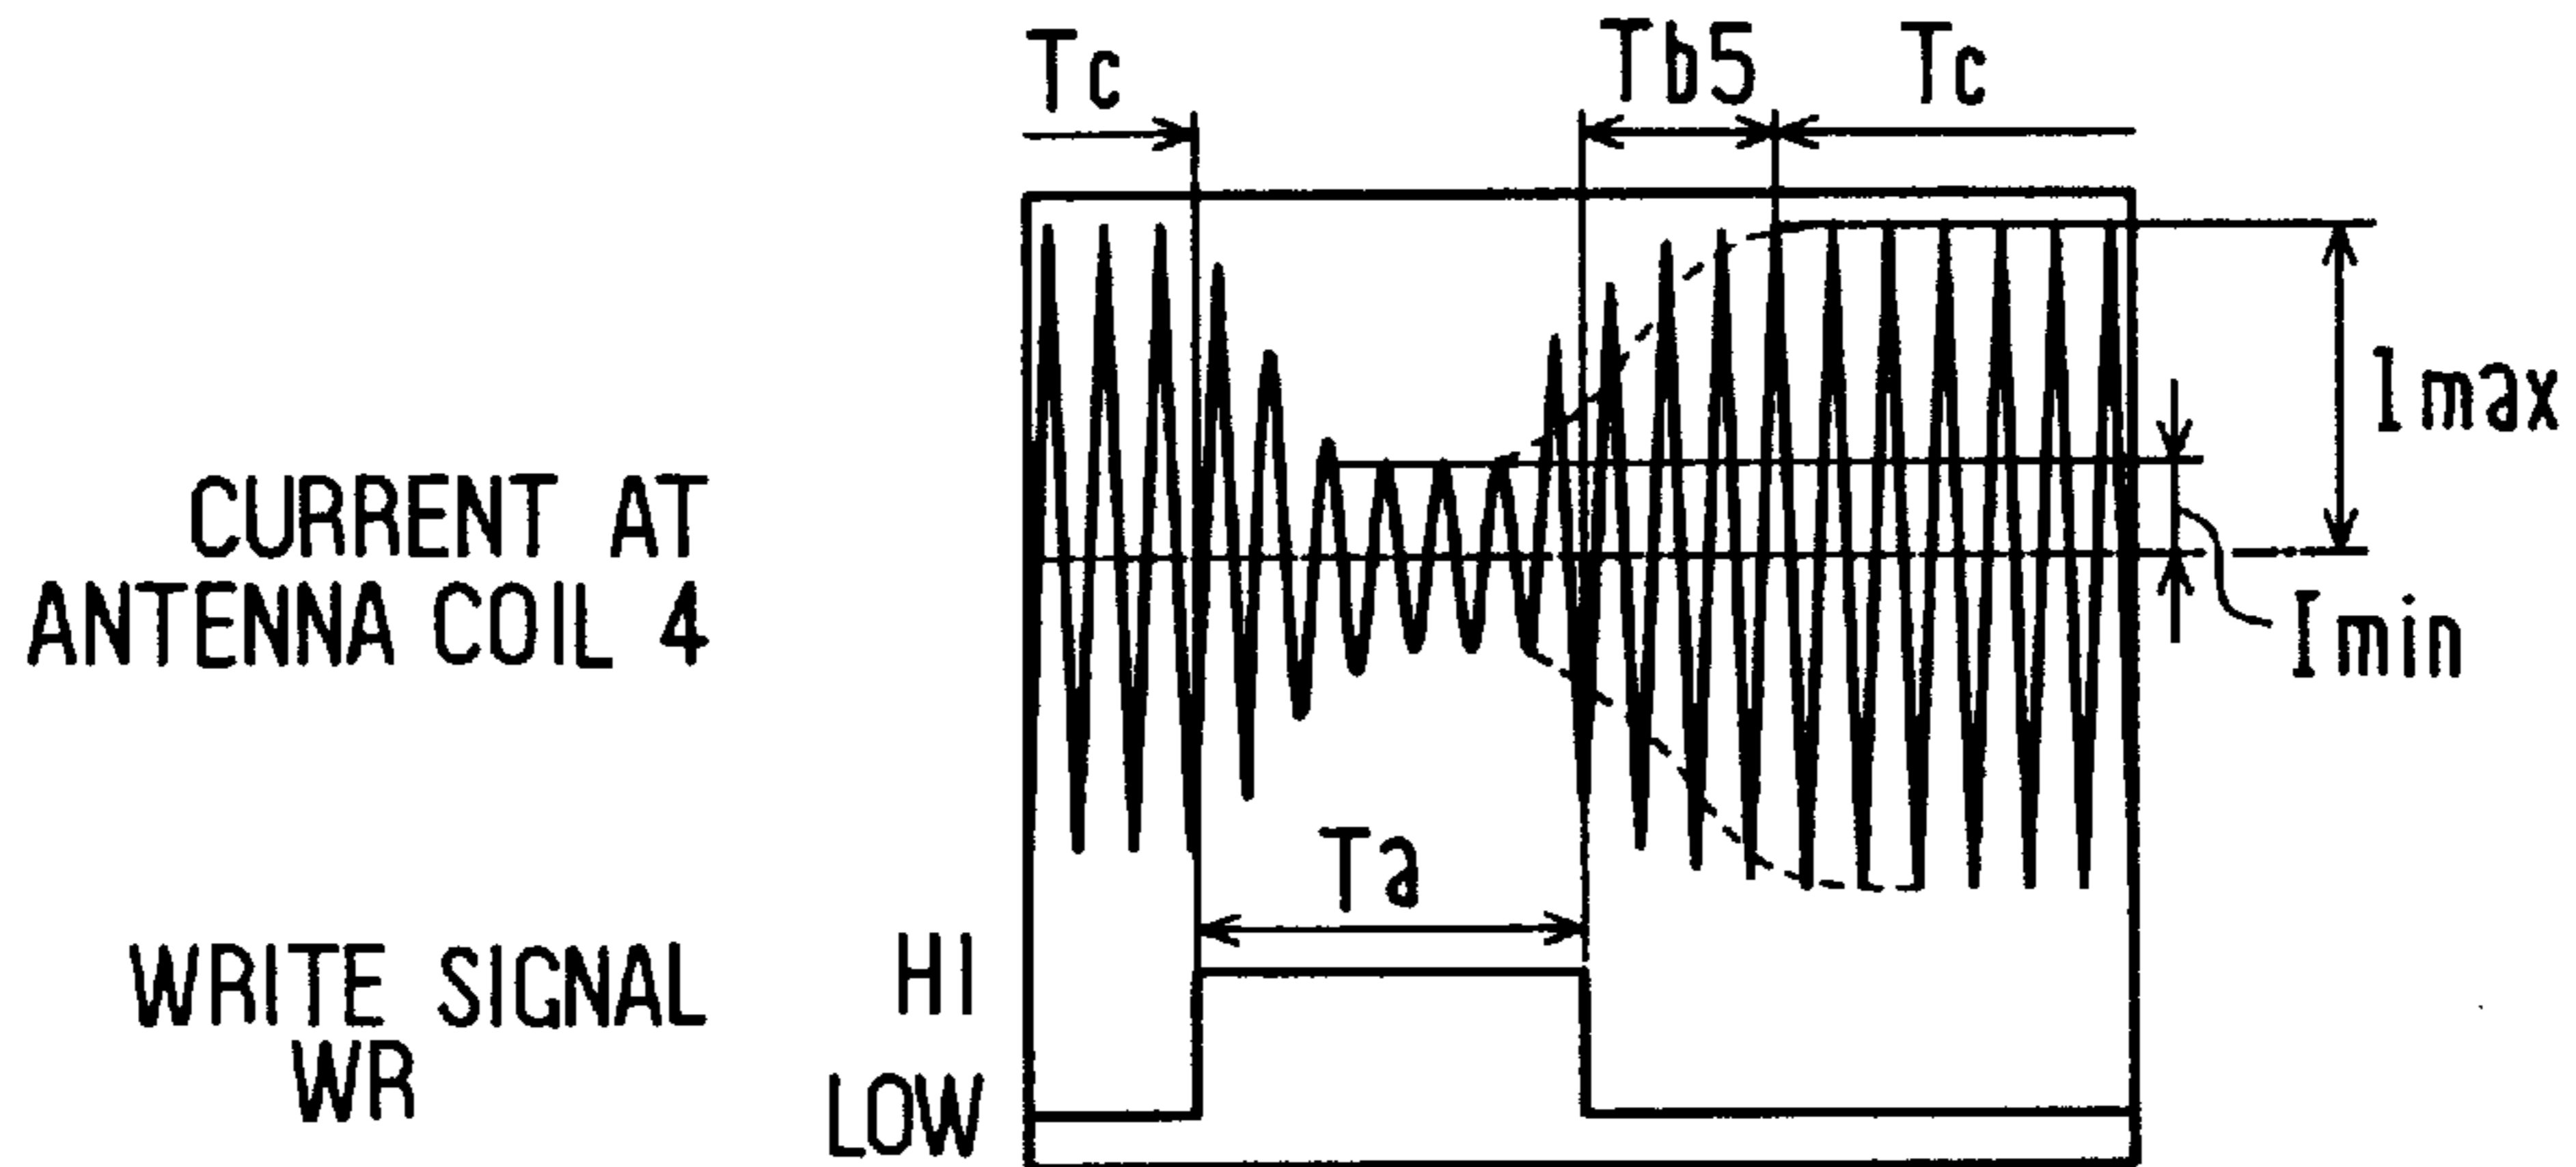 Tc
Tb5
Tc
Imax
CURRENT AT
ANTENNA COIL 4
Imin
Ta
WRITE SIGNAL
WR
HI
LOW